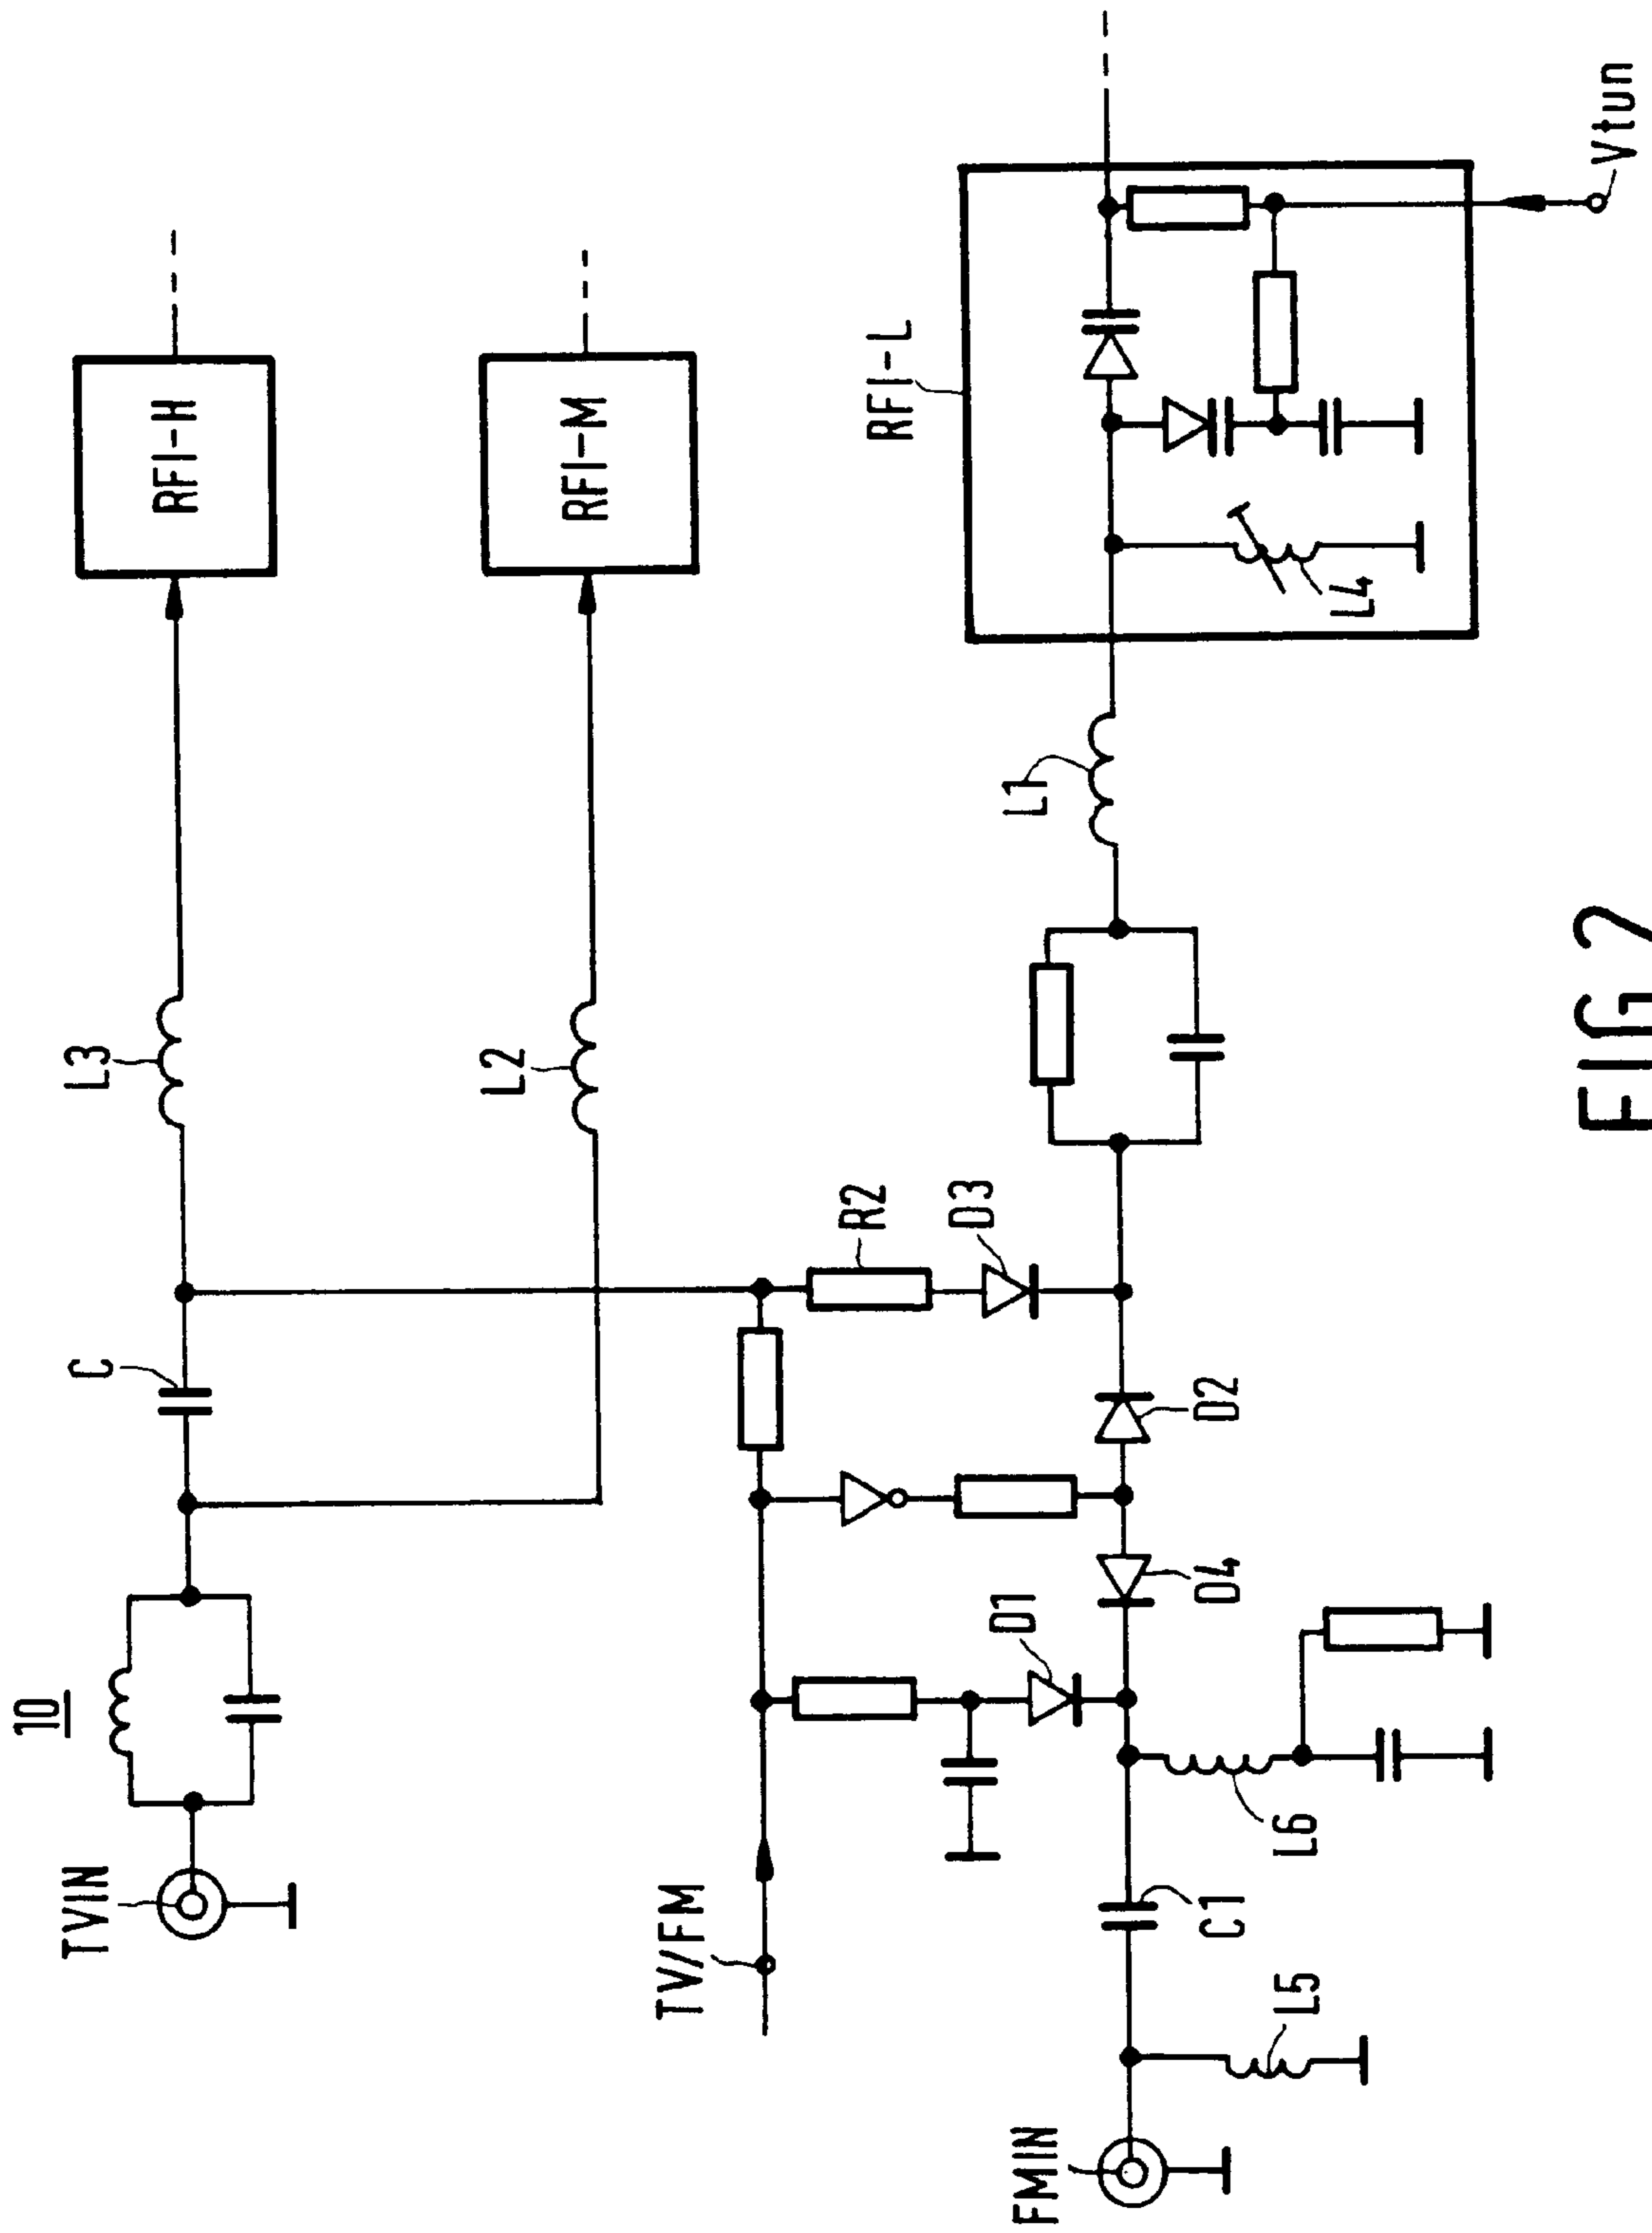 10
TVIN
C
L3
RFI-H
L2
RFI-M
TV/FM
R2
D3
D1
RFI-L
L1
FMIN
D4
D2
C1
L6
L5
L4
Vtun
FIG 2